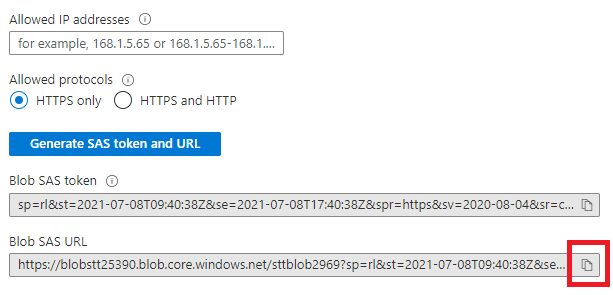 Allowed IP addresses
for example, 168.1.5.65 or 168.1.5.65-168.1....
Allowed protocols
HTTPS only
HTTPS and HTTP
Generate SAS token and URL
Blob SAS token
sp=rl&st=2021-07-08T09:40:38Z&se=2021-07-08T17:40:38Z&spr=https&sv=2020-08-04&sr=c...
Blob SAS URL
https://blobstt25390.blob.core.windows.net/sttblob2969?sp=rl&st=2021-07-08T09:40:38Z&se...